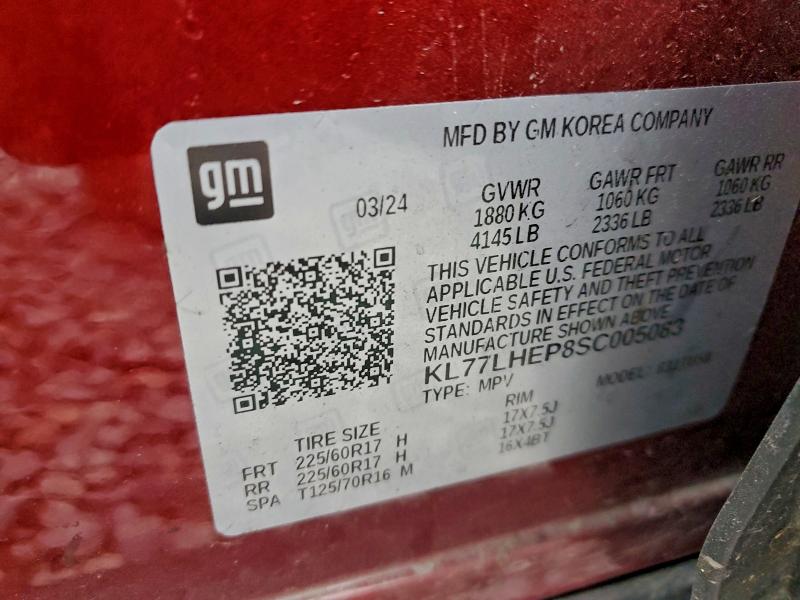 gm
MFD BY GM KOREA COMPANY
03/24
GVWR
1880 KG
4145 LB
GAWR FRT
1060 KG
2336 LB
GAWR RR
1060 KG
2336 LB
THIS VEHICLE CONFORMS TO ALL
APPLICABLE U.S. FEDERAL MOTOR
VEHICLE SAFETY AND THEFT PREVENTION
STANDARDS IN EFFECT ON THE DATE OF
MANUFACTURE SHOWN ABOVE
KL77LHEP8SC005083
TYPE: MPV
MODEL:
TIRE SIZE
RIM
FRT 225/60R17 H 17X7.5J
RR 225/60R17 H 17X7.5J
SPA T125/70R16 M 16X4BT